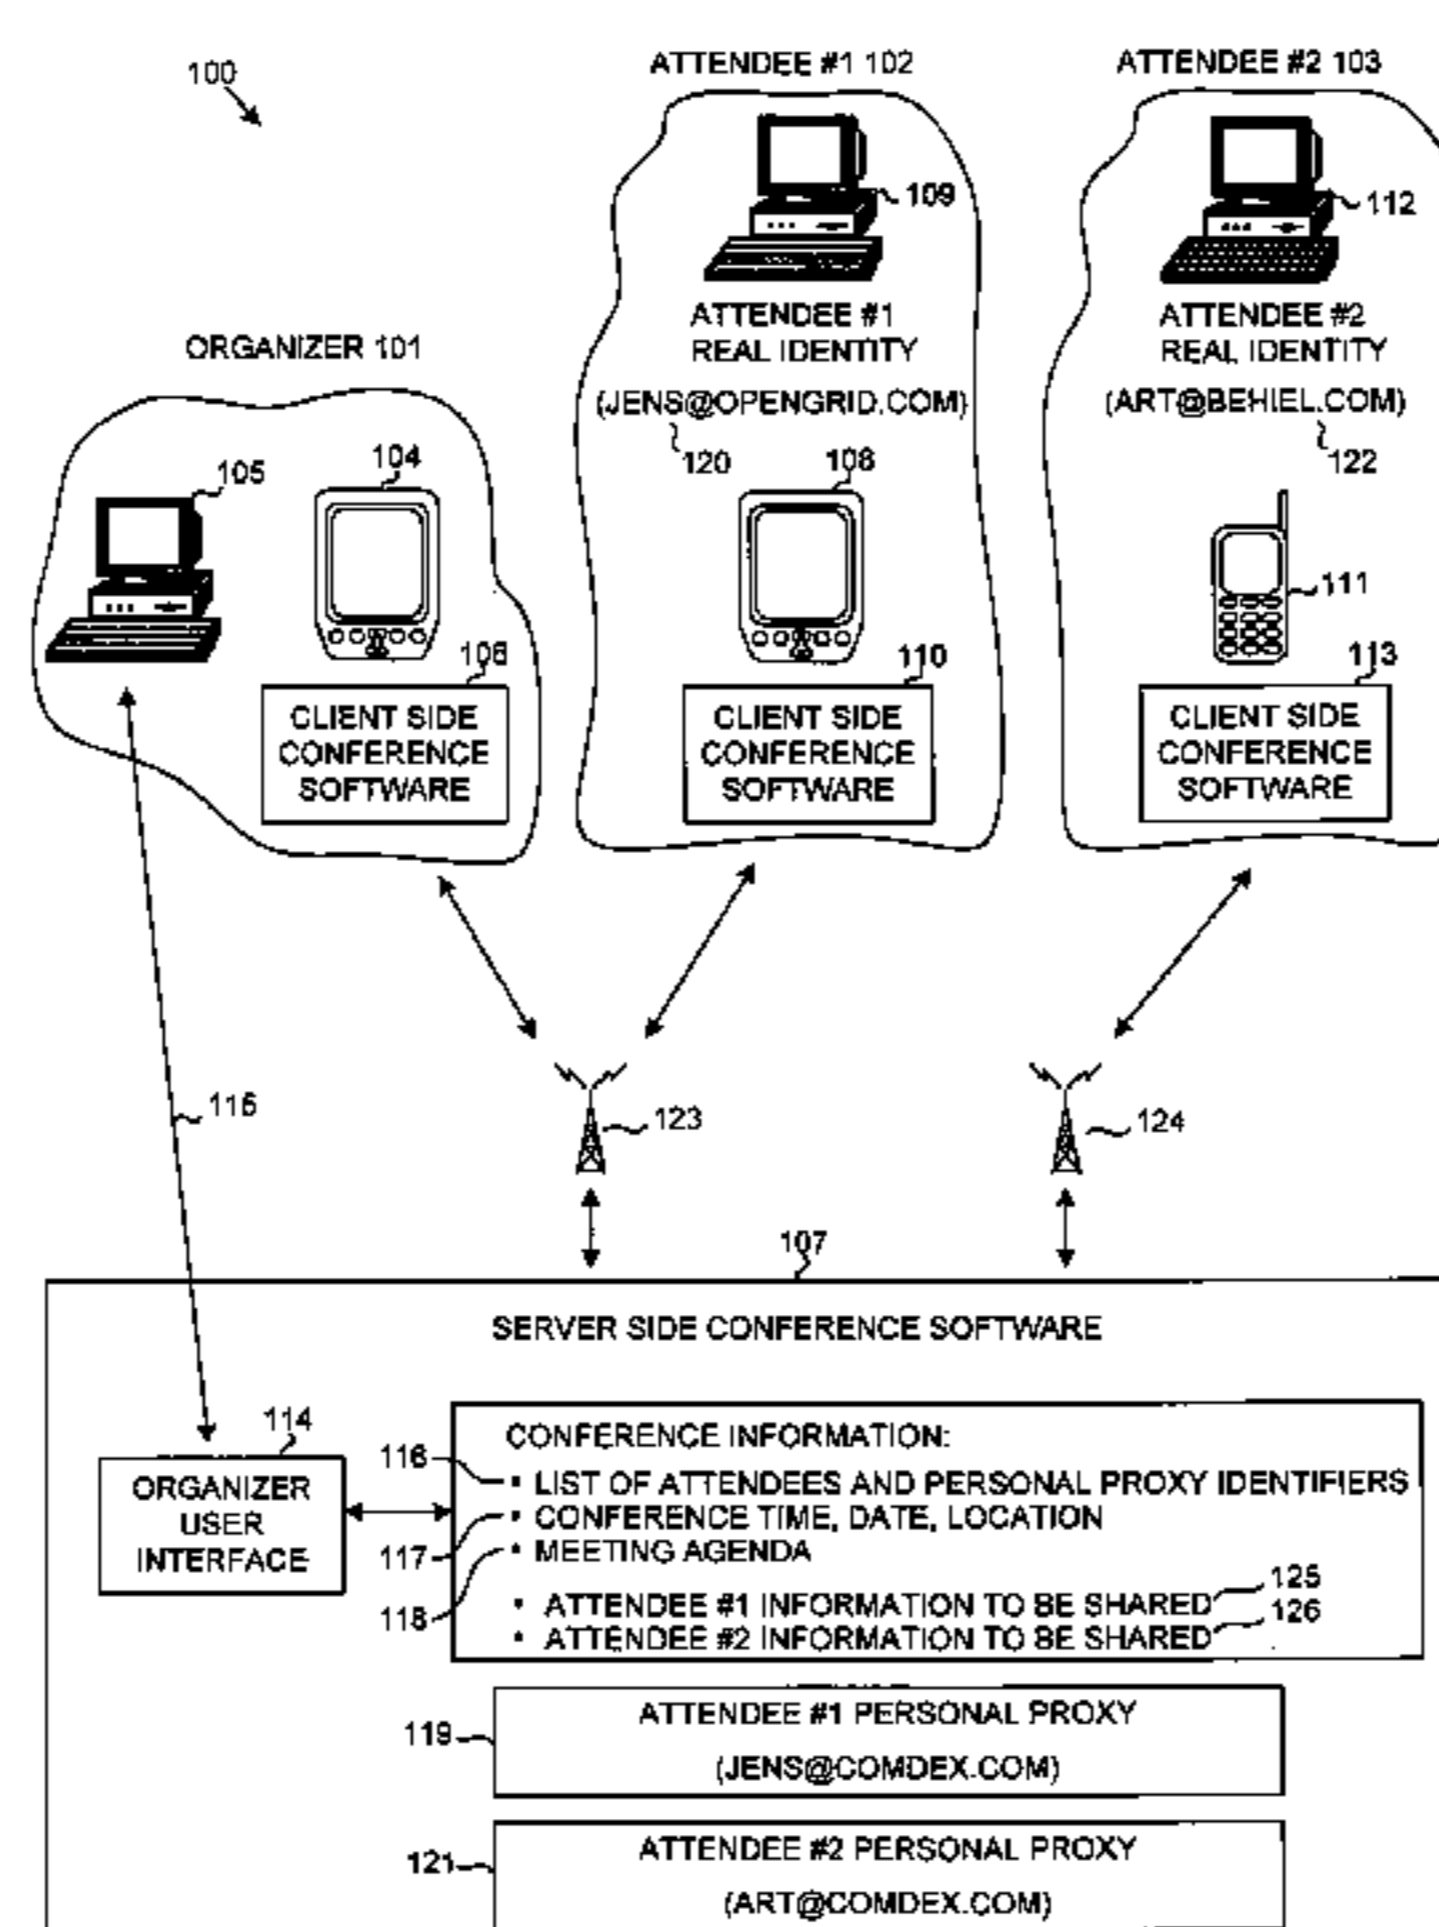 100
ATTENDEE #1 102
ATTENDEE #2 103
109
112
ATTENDEE #1
REAL IDENTITY
(JENS@OPENGRID.COM)
120
ATTENDEE #2
REAL IDENTITY
(ART@BEHIEL.COM)
122
ORGANIZER 101
105
104
108
111
106
CLIENT SIDE
CONFERENCE
SOFTWARE
110
CLIENT SIDE
CONFERENCE
SOFTWARE
113
CLIENT SIDE
CONFERENCE
SOFTWARE
115
123
124
107
SERVER SIDE CONFERENCE SOFTWARE
114
ORGANIZER
USER
INTERFACE
CONFERENCE INFORMATION:
116
• LIST OF ATTENDEES AND PERSONAL PROXY IDENTIFIERS
• CONFERENCE TIME, DATE, LOCATION
117
• MEETING AGENDA
118
• ATTENDEE #1 INFORMATION TO BE SHARED 125
• ATTENDEE #2 INFORMATION TO BE SHARED 126
119
ATTENDEE #1 PERSONAL PROXY
(JENS@COMDEX.COM)
121
ATTENDEE #2 PERSONAL PROXY
(ART@COMDEX.COM)